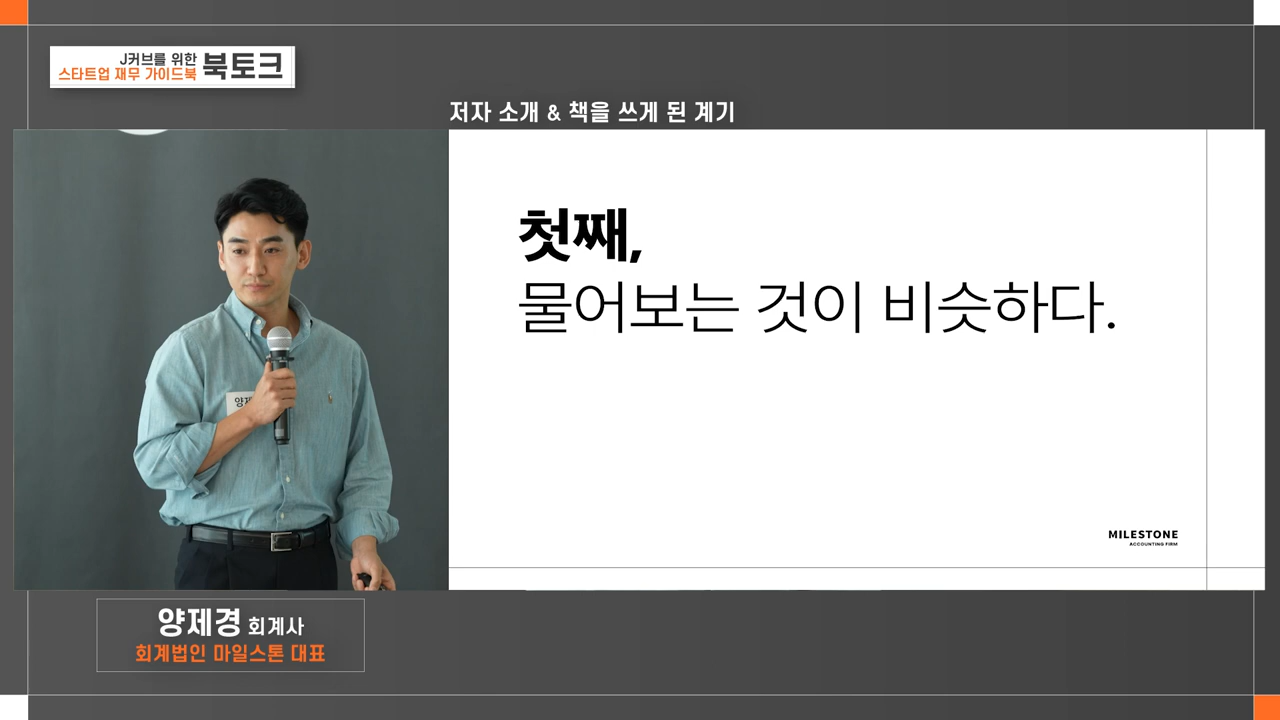 J커브를 위한
스타트업 재무 가이드북
북토크
저자 소개 & 책을 쓰게 된 계기
첫째,
물어보는 것이 비슷하다.
양제
MILESTONE
ACCOUNTING FIRM
양제경 회계사
회계법인 마일스톤 대표